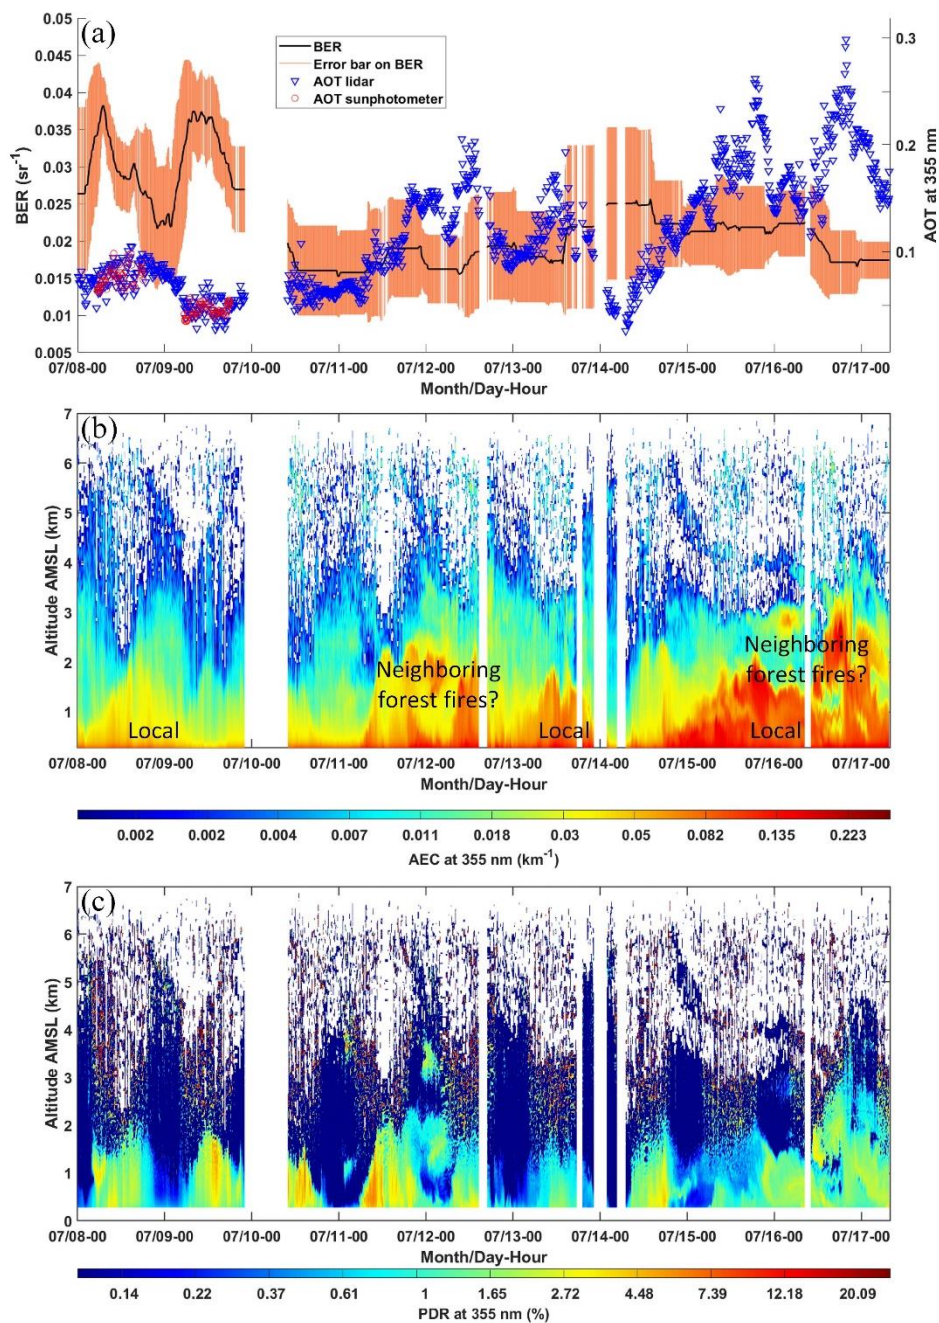 (a)
0.05
0.045
0.04
0.035
0.03
0.025
0.02
0.015
0.01
0.005
BER (sr⁻¹)
BER
Error bar on BER
AOT lidar
AOT sunphotometer
0.3
0.2
0.1
AOT at 355 nm
07/08-00 07/09-00 07/10-00 07/11-00 07/12-00 07/13-00 07/14-00 07/15-00 07/16-00 07/17-00
Month/Day-Hour
(b)
7
6
5
4
3
2
1
Altitude AMSL (km)
Neighboring
forest fires?
Neighboring
forest fires?
Local
Local
Local
07/08-00 07/09-00 07/10-00 07/11-00 07/12-00 07/13-00 07/14-00 07/15-00 07/16-00 07/17-00
Month/Day-Hour
0.002 0.002 0.004 0.007 0.011 0.018 0.03 0.05 0.082 0.135 0.223
AEC at 355 nm (km⁻¹)
(c)
7
6
5
4
3
2
1
0
Altitude AMSL (km)
07/08-00 07/09-00 07/10-00 07/11-00 07/12-00 07/13-00 07/14-00 07/15-00 07/16-00 07/17-00
Month/Day-Hour
0.14 0.22 0.37 0.61 1 1.65 2.72 4.48 7.39 12.18 20.09
PDR at 355 nm (%)